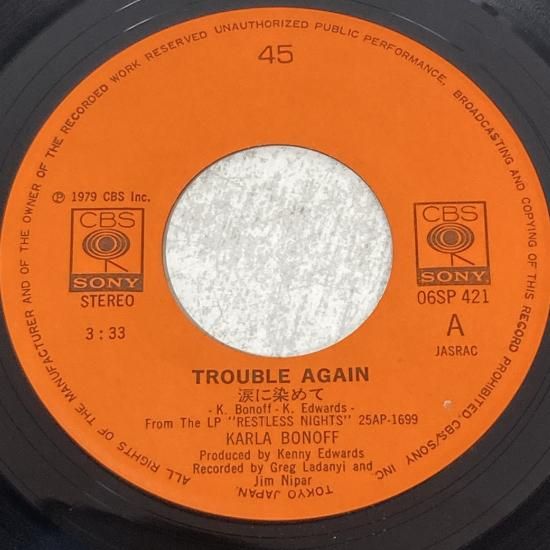 ALL RIGHTS OF THE MANUFACTURER AND OF THE OWNER OF THE RECORDED WORK RESERVED UNAUTHORIZED PUBLIC PERFORMANCE, BROADCASTING AND COPYING OF THIS RECORD PROHIBITED CBS/SONY INC. TOKYO JAPAN.
45
Ⓟ 1979 CBS Inc.
CBS
SONY
STEREO
3:33
CBS
SONY
06SP 421
A
JASRAC
TROUBLE AGAIN
涙に染めて
- K. Bonoff - K. Edwards -
From The LP "RESTLESS NIGHTS" 25AP-1699
KARLA BONOFF
Produced by Kenny Edwards
Recorded by Greg Ladanyi and
Jim Nipar